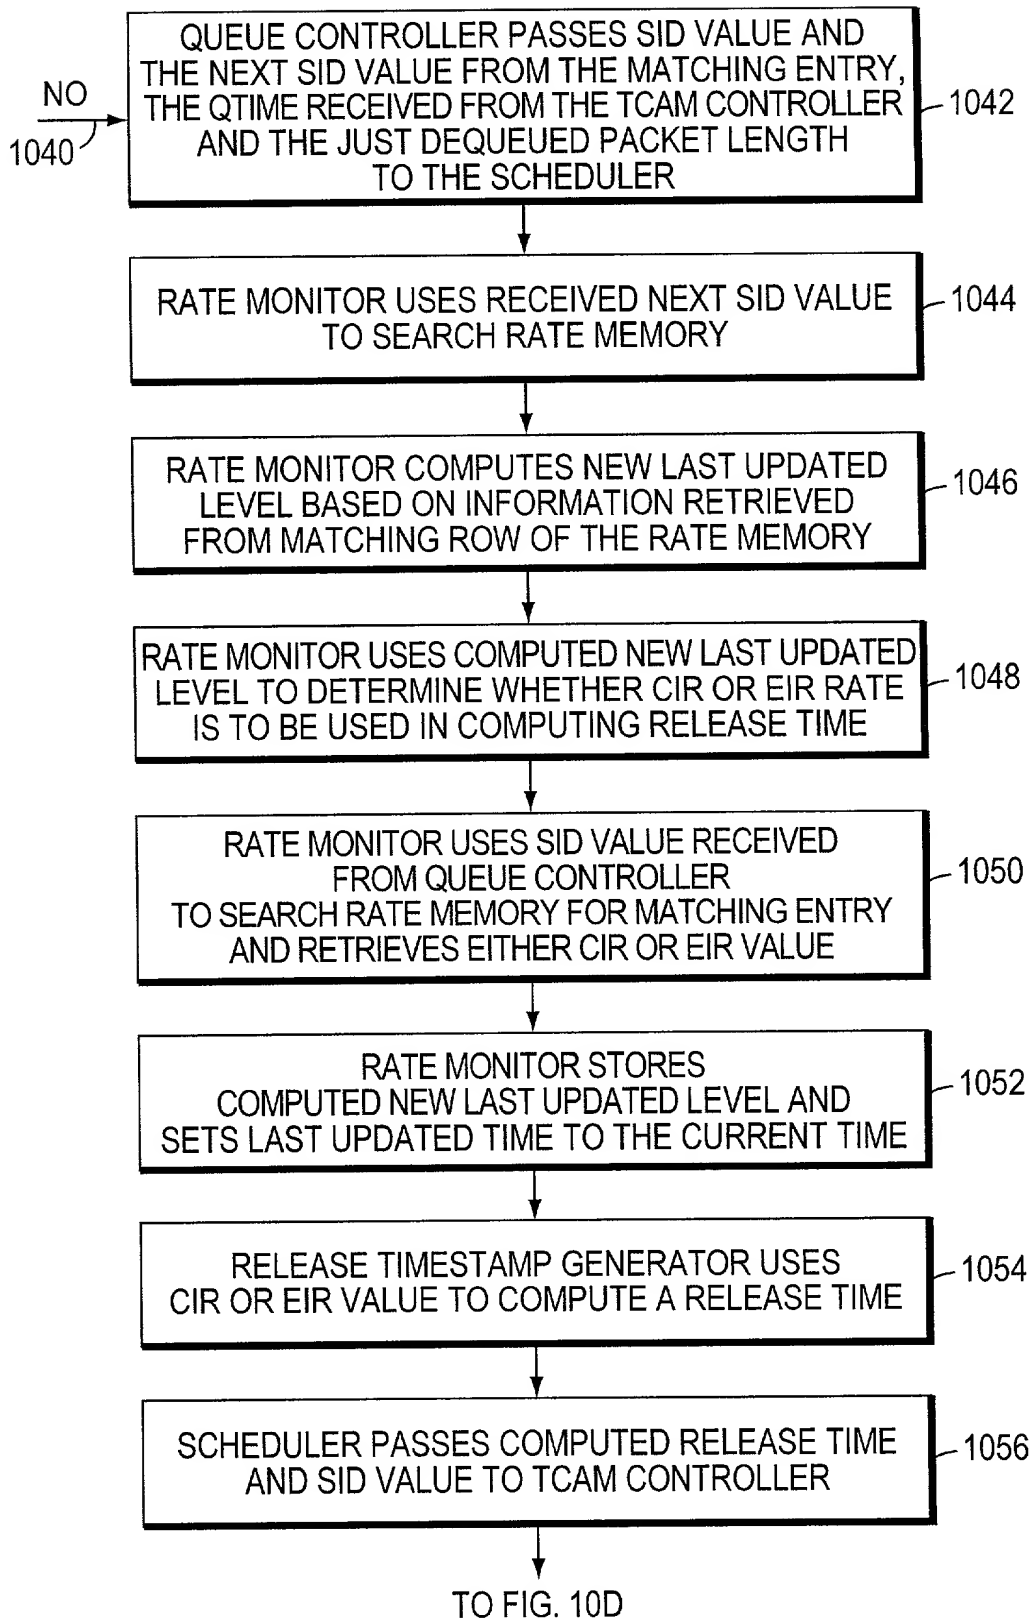 QUEUE CONTROLLER PASSES SID VALUE AND
THE NEXT SID VALUE FROM THE MATCHING ENTRY,
THE QTIME RECEIVED FROM THE TCAM CONTROLLER
AND THE JUST DEQUEUED PACKET LENGTH
TO THE SCHEDULER
NO
1040
1042
RATE MONITOR USES RECEIVED NEXT SID VALUE
TO SEARCH RATE MEMORY
1044
RATE MONITOR COMPUTES NEW LAST UPDATED
LEVEL BASED ON INFORMATION RETRIEVED
FROM MATCHING ROW OF THE RATE MEMORY
1046
RATE MONITOR USES COMPUTED NEW LAST UPDATED
LEVEL TO DETERMINE WHETHER CIR OR EIR RATE
IS TO BE USED IN COMPUTING RELEASE TIME
1048
RATE MONITOR USES SID VALUE RECEIVED
FROM QUEUE CONTROLLER
TO SEARCH RATE MEMORY FOR MATCHING ENTRY
AND RETRIEVES EITHER CIR OR EIR VALUE
1050
RATE MONITOR STORES
COMPUTED NEW LAST UPDATED LEVEL AND
SETS LAST UPDATED TIME TO THE CURRENT TIME
1052
RELEASE TIMESTAMP GENERATOR USES
CIR OR EIR VALUE TO COMPUTE A RELEASE TIME
1054
SCHEDULER PASSES COMPUTED RELEASE TIME
AND SID VALUE TO TCAM CONTROLLER
1056
TO FIG. 10D